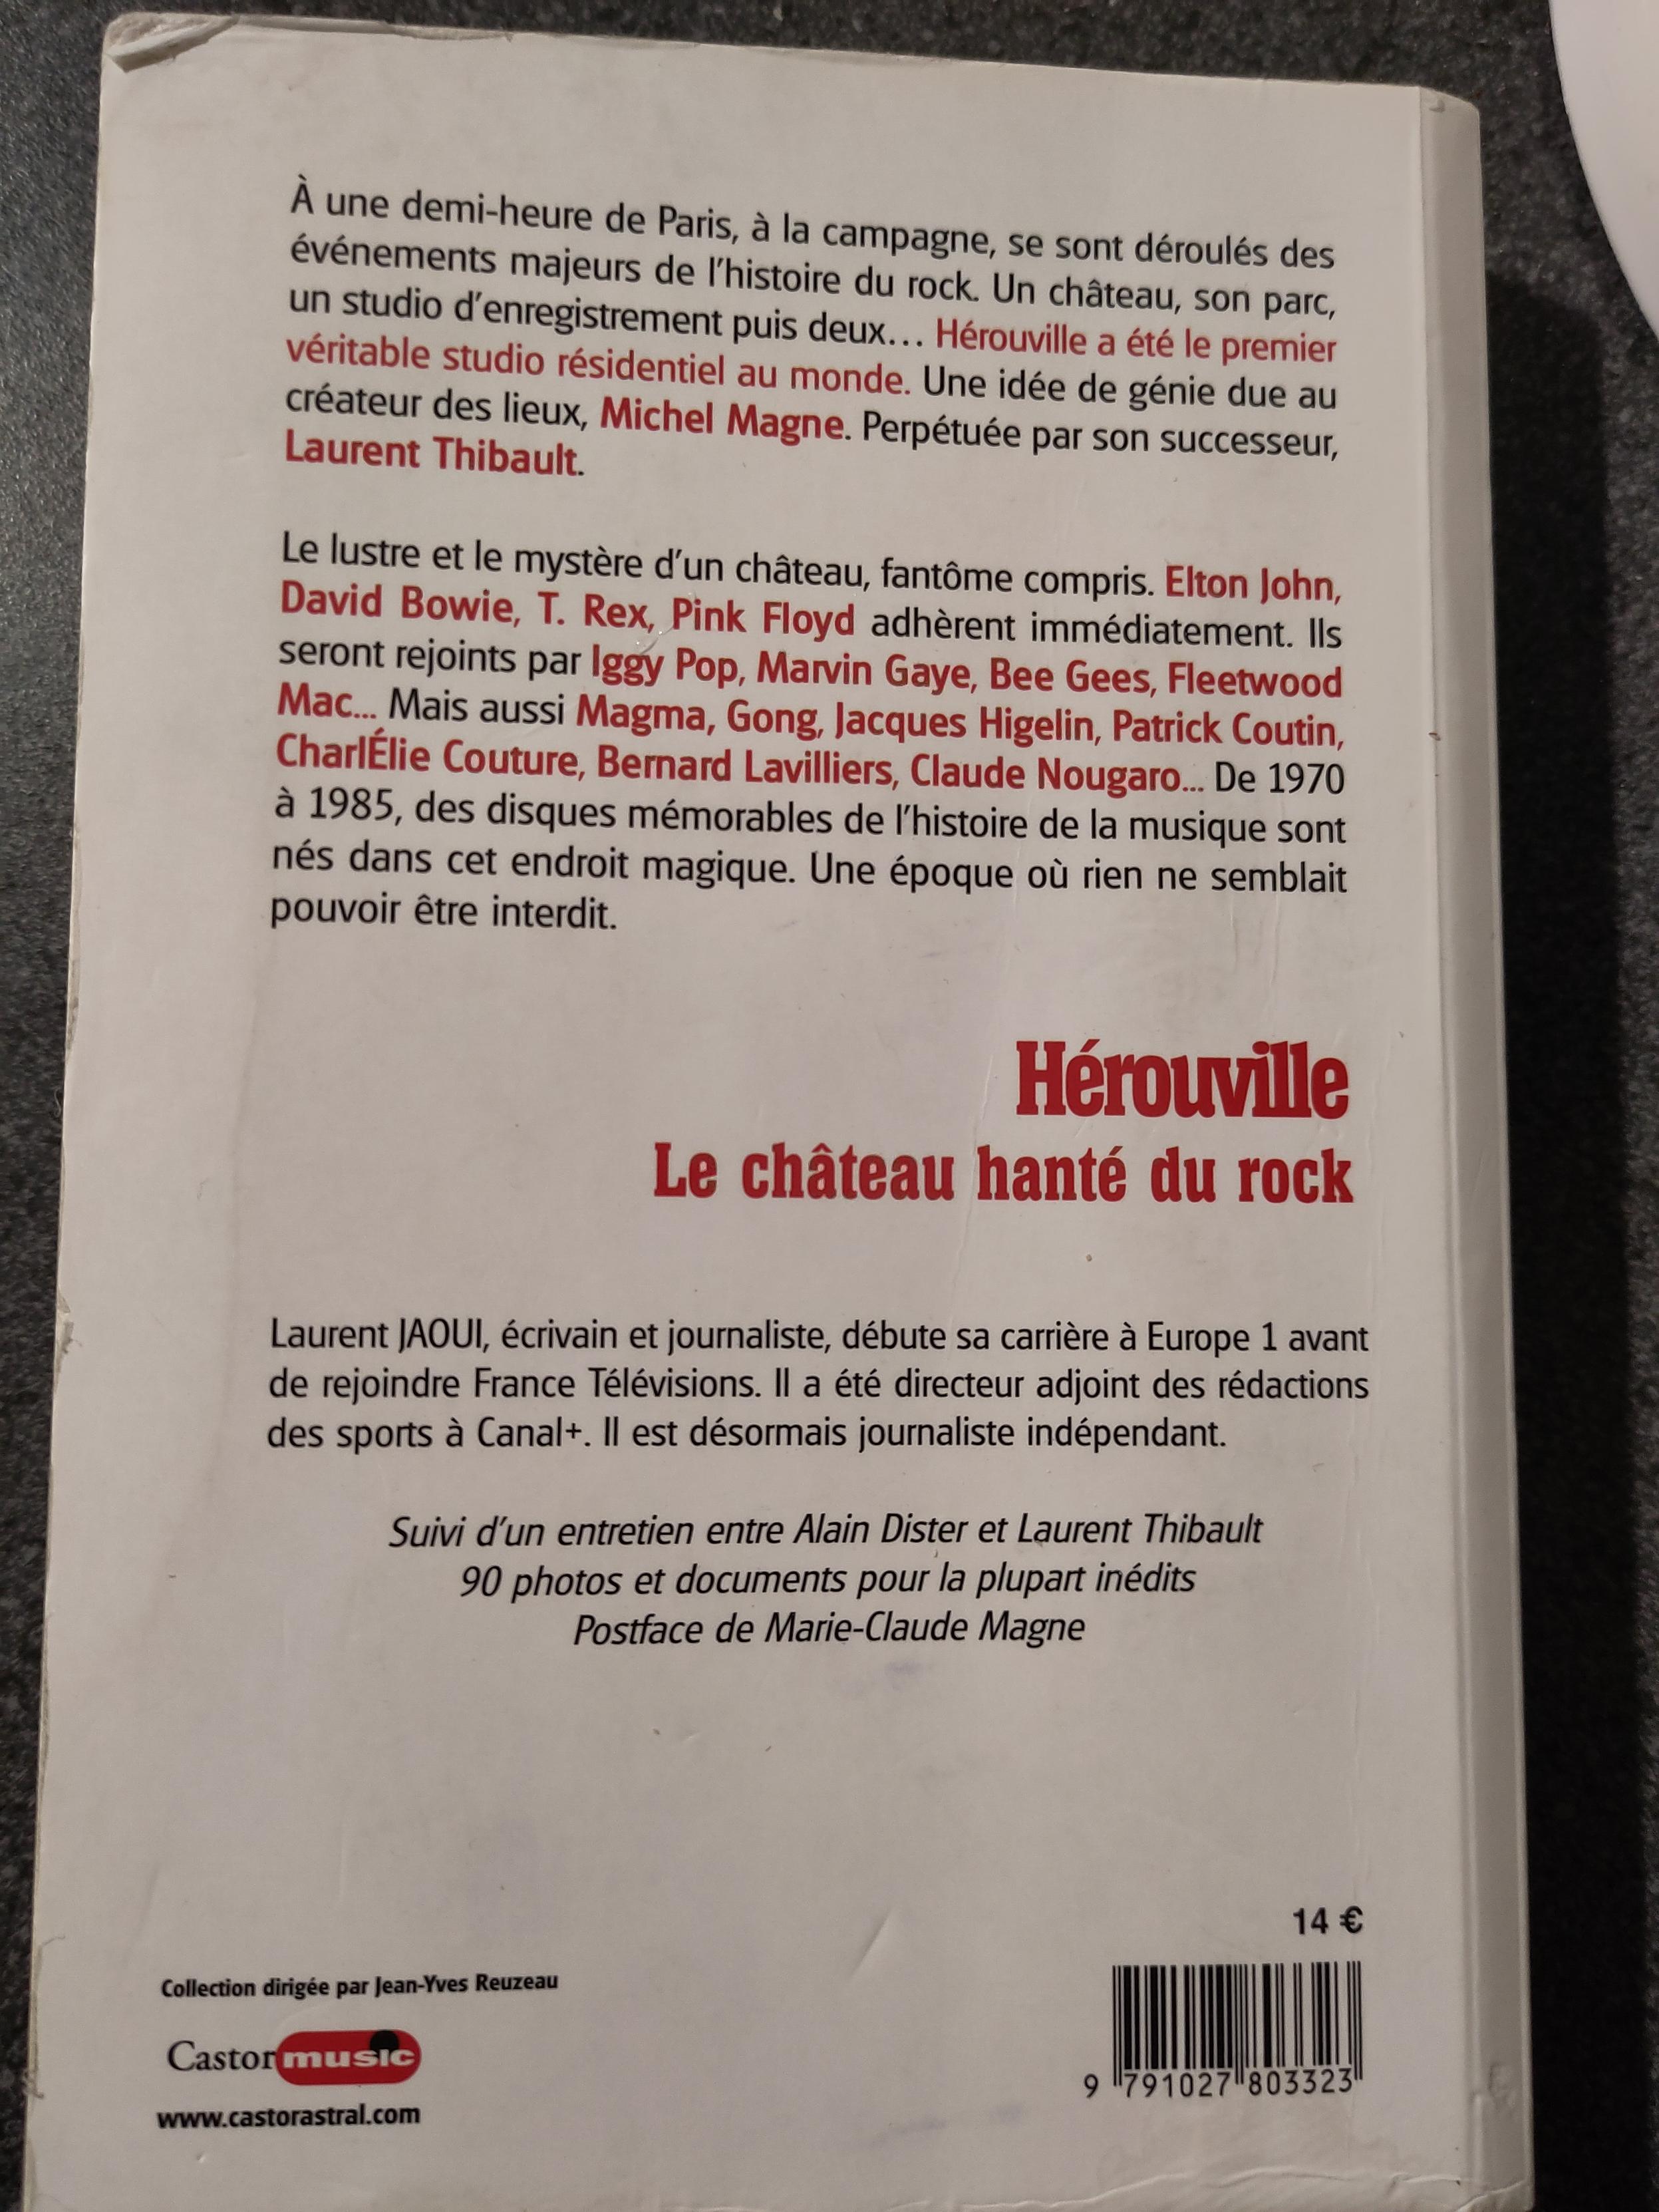 À une demi-heure de Paris, à la campagne, se sont déroulés des
événements majeurs de l'histoire du rock. Un château, son parc,
un studio d'enregistrement puis deux... Hérouville a été le premier
véritable studio résidentiel au monde. Une idée de génie due au
créateur des lieux, Michel Magne. Perpétuée par son successeur,
Laurent Thibault.
Le lustre et le mystère d'un château, fantôme compris. Elton John,
David Bowie, T. Rex, Pink Floyd adhèrent immédiatement. Ils
seront rejoints par Iggy Pop, Marvin Gaye, Bee Gees, Fleetwood
Mac... Mais aussi Magma, Gong, Jacques Higelin, Patrick Coutin,
CharlÉlie Couture, Bernard Lavilliers, Claude Nougaro... De 1970
à 1985, des disques mémorables de l'histoire de la musique sont
nés dans cet endroit magique. Une époque où rien ne semblait
pouvoir être interdit.
Hérouville
Le château hanté du rock
Laurent JAOUI, écrivain et journaliste, débute sa carrière à Europe 1 avant
de rejoindre France Télévisions. Il a été directeur adjoint des rédactions
des sports à Canal+. Il est désormais journaliste indépendant.
Suivi d'un entretien entre Alain Dister et Laurent Thibault
90 photos et documents pour la plupart inédits
Postface de Marie-Claude Magne
14 €
Collection dirigée par Jean-Yves Reuzeau
Castor music
www.castorastral.com
9 791027 803323